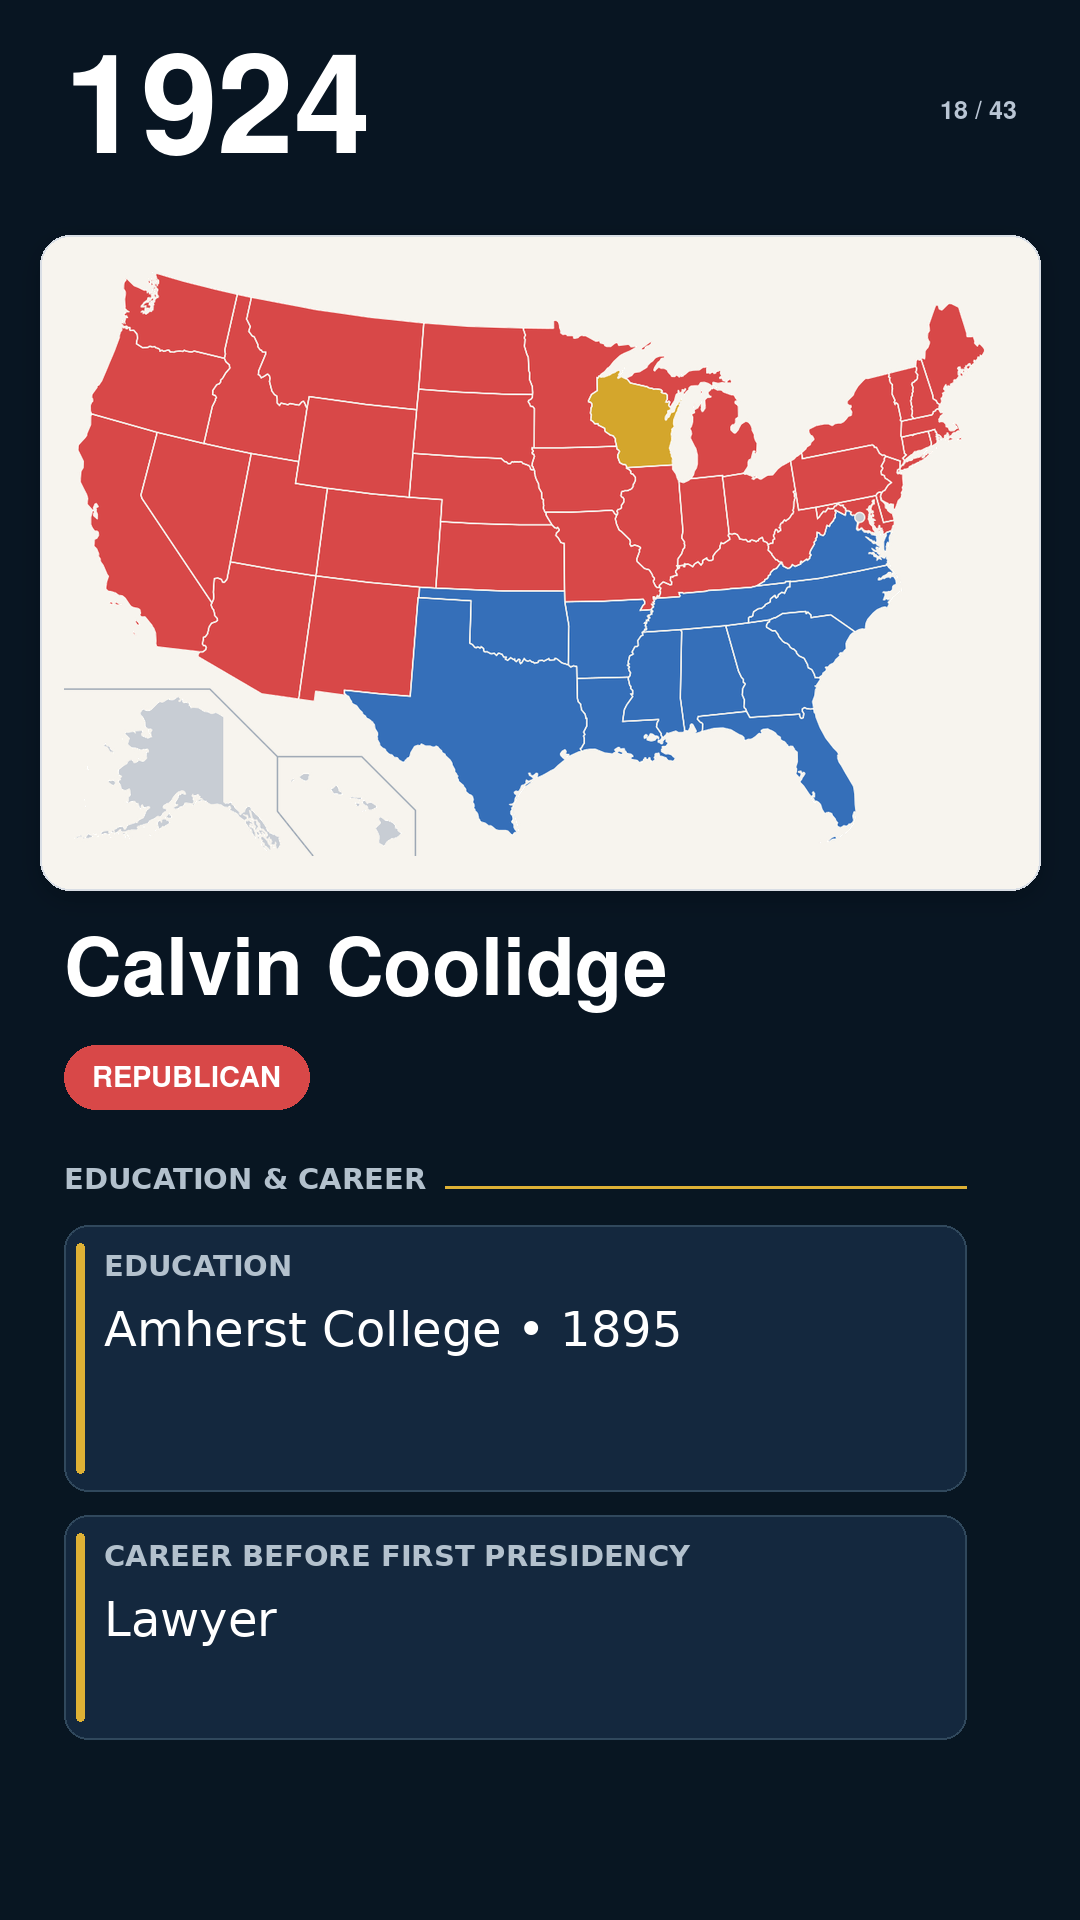 1924
18 / 43
Calvin Coolidge
REPUBLICAN
EDUCATION & CAREER
EDUCATION
Amherst College • 1895
CAREER BEFORE FIRST PRESIDENCY
Lawyer